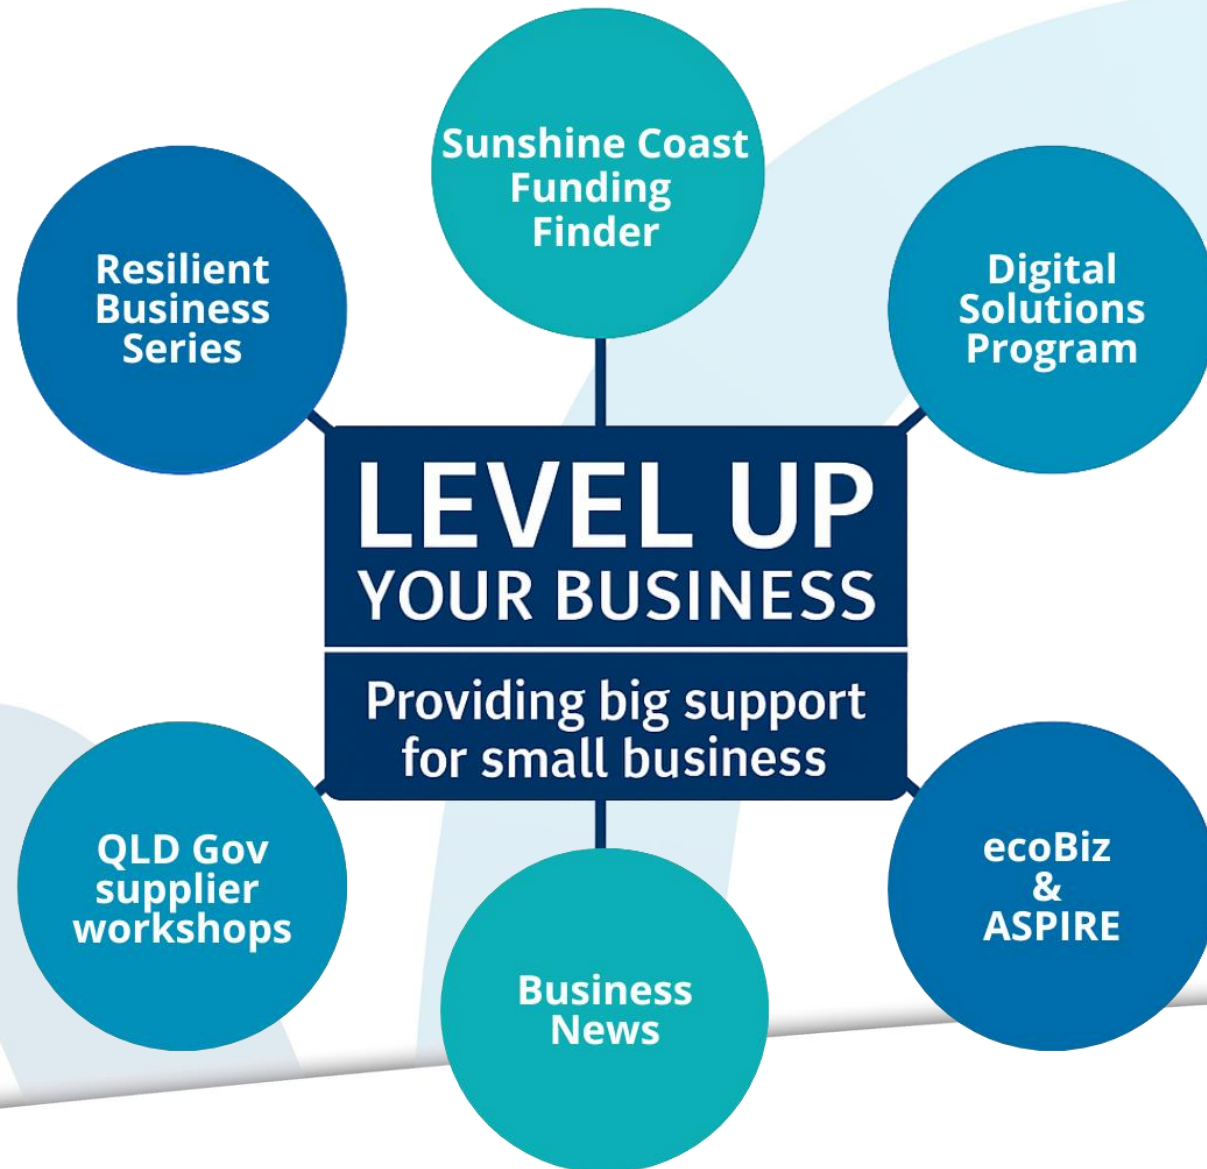 Sunshine Coast
Funding
Finder
Resilient
Business
Series
Digital
Solutions
Program
LEVEL UP
YOUR BUSINESS
Providing big support
for small business
QLD Gov
supplier
workshops
ecoBiz
&
ASPIRE
Business
News